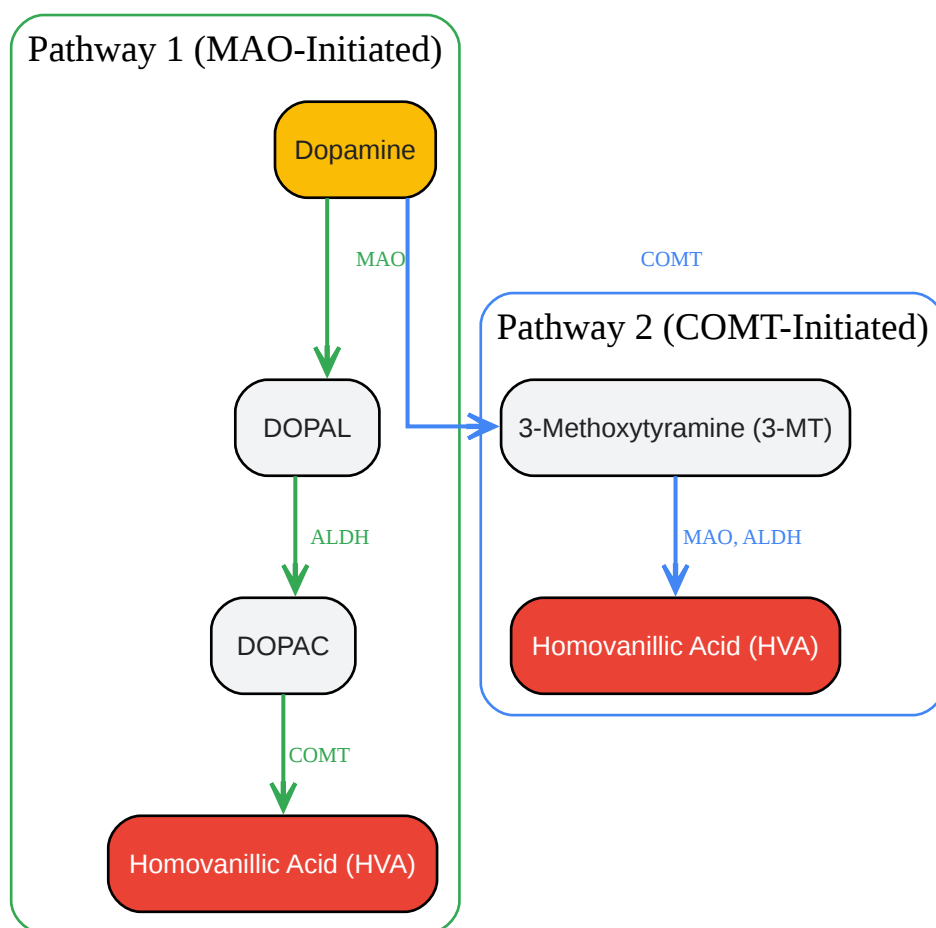 Pathway 1 (MAO-Initiated)
Dopamine
MAO
COMT
Pathway 2 (COMT-Initiated)
DOPAL
3-Methoxytyramine (3-MT)
ALDH
MAO, ALDH
DOPAC
Homovanillic Acid (HVA)
COMT
Homovanillic Acid (HVA)